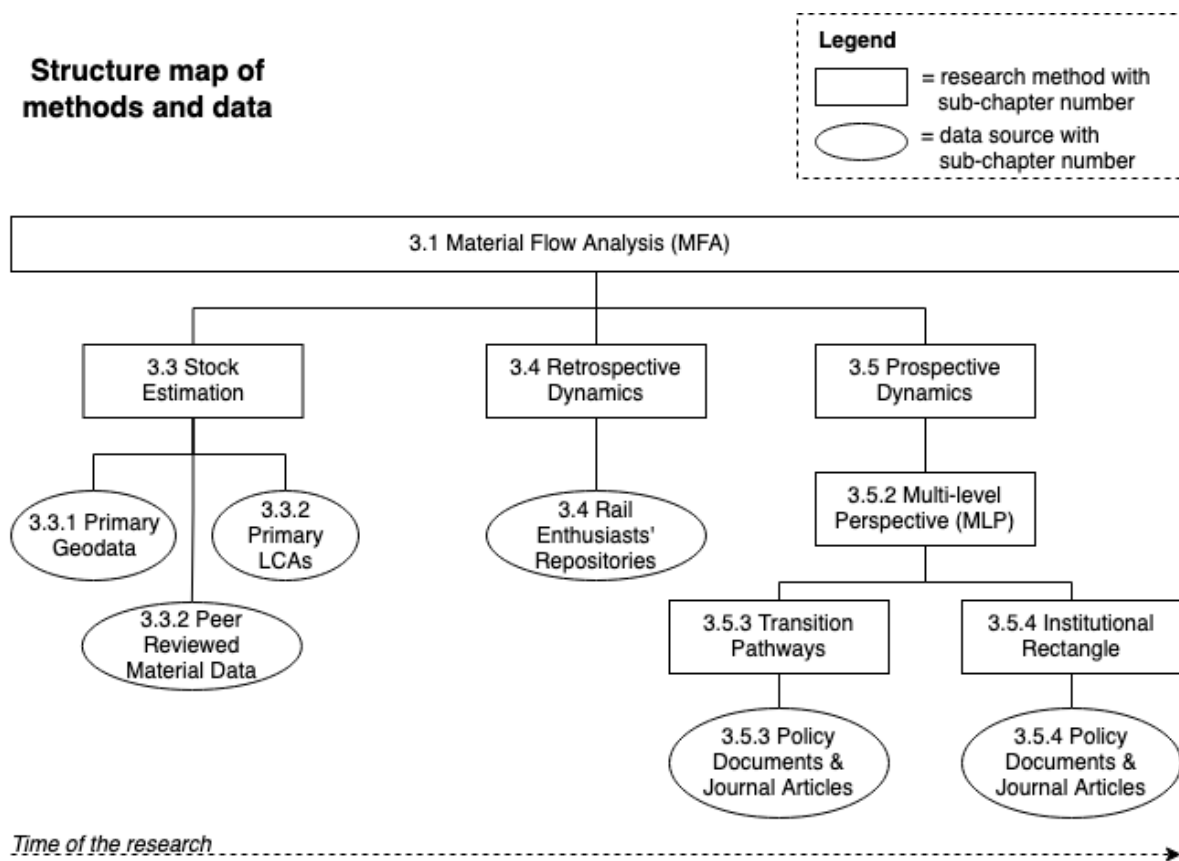 Structure map of
methods and data
Legend
= research method with
sub-chapter number
= data source with
sub-chapter number
3.1 Material Flow Analysis (MFA)
3.3 Stock
Estimation
3.4 Retrospective
Dynamics
3.5 Prospective
Dynamics
3.3.1 Primary
Geodata
3.3.2
Primary
LCAs
3.4 Rail
Enthusiasts'
Repositories
3.5.2 Multi-level
Perspective (MLP)
3.3.2 Peer
Reviewed
Material Data
3.5.3 Transition
Pathways
3.5.4 Institutional
Rectangle
3.5.3 Policy
Documents &
Journal Articles
3.5.4 Policy
Documents &
Journal Articles
Time of the research